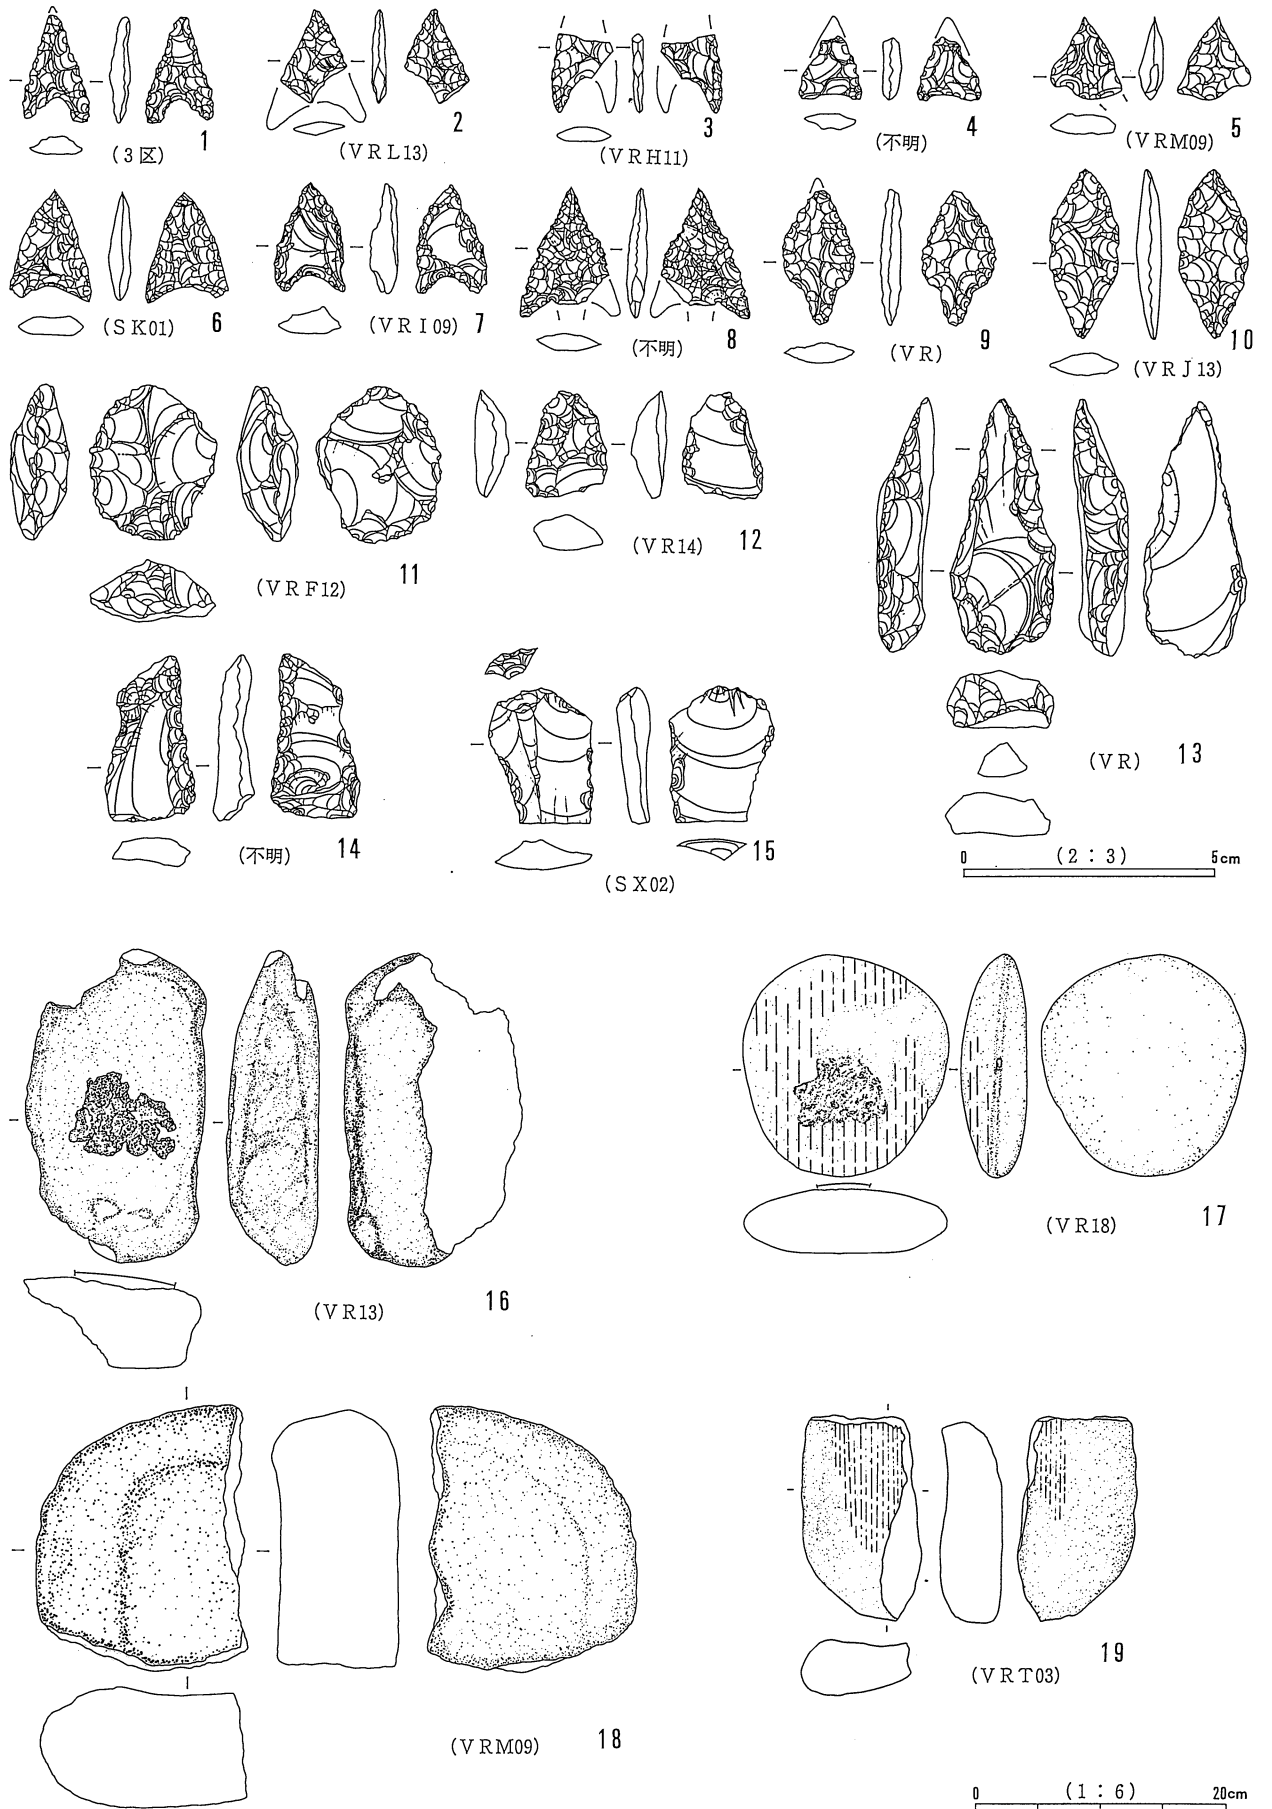 1
(3区)
2
(VRL13)
3
(VRH11)
4
(不明)
5
(VRM09)
(SK01)
6
(VRI09)
7
(不明)
8
(VR)
9
(VRJ13)
10
(VRF12)
11
(VR14)
12
(VR)
13
(不明)
14
15
(SX02)
0 (2:3) 5cm
(VR13)
16
(VR18)
17
(VRM09)
18
19
(VRT03)
0 (1:6) 20cm